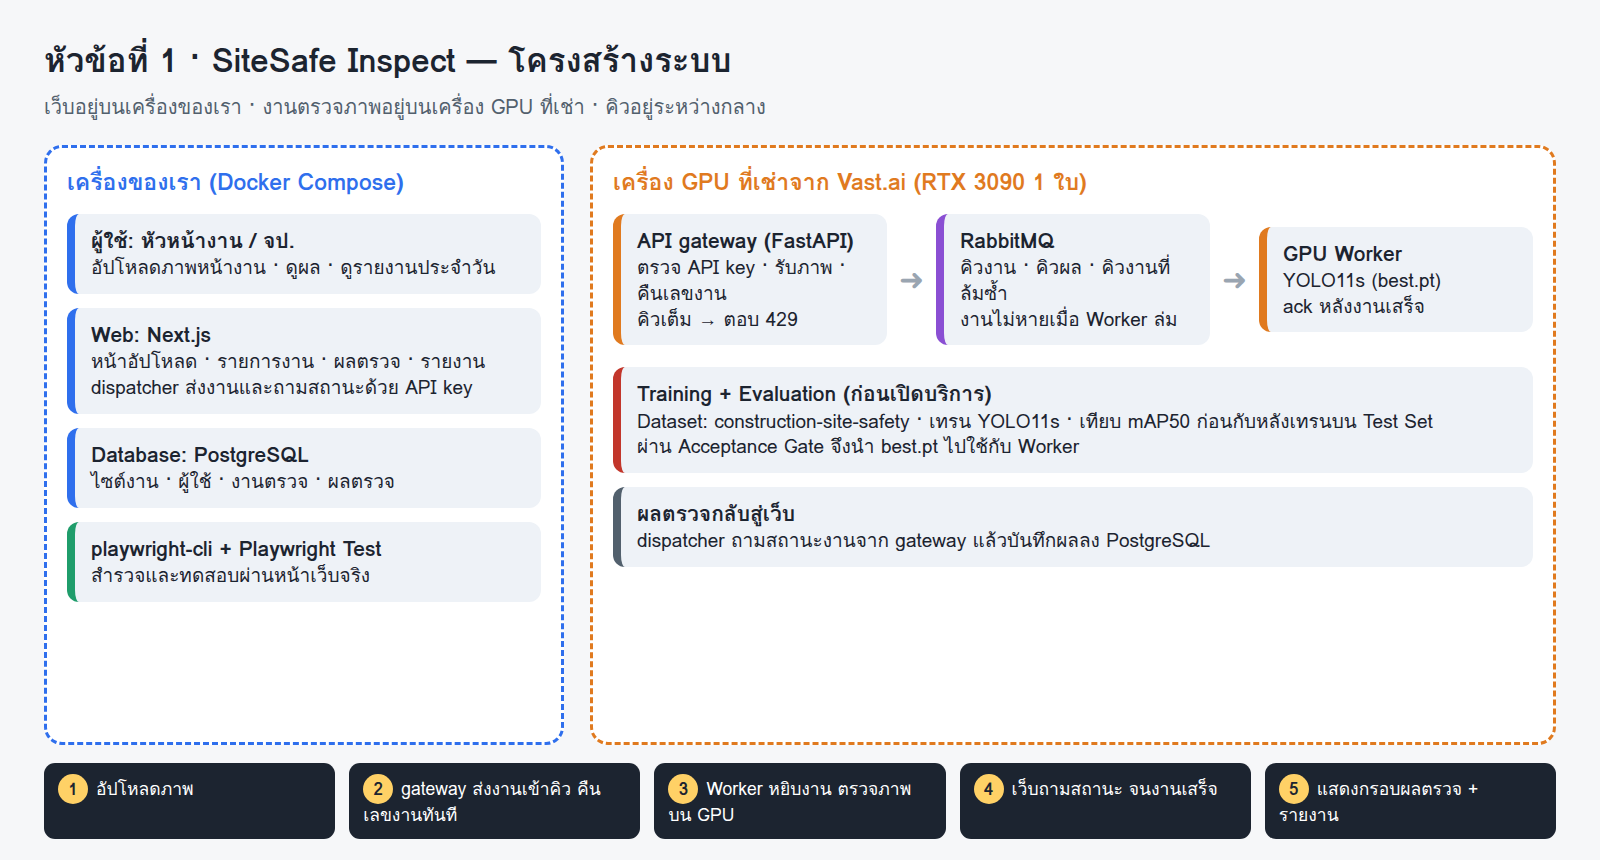 หัวข้อที่ 1 · SiteSafe Inspect — โครงสร้างระบบ
เว็บอยู่บนเครื่องของเรา · งานตรวจภาพอยู่บนเครื่อง GPU ที่เช่า · คิวอยู่ระหว่างกลาง
เครื่องของเรา (Docker Compose)
ผู้ใช้: หัวหน้างาน / จป.
อัปโหลดภาพหน้างาน · ดูผล · ดูรายงานประจำวัน
Web: Next.js
หน้าอัปโหลด · รายการงาน · ผลตรวจ · รายงาน
dispatcher ส่งงานและถามสถานะด้วย API key
Database: PostgreSQL
ไซต์งาน · ผู้ใช้ · งานตรวจ · ผลตรวจ
playwright-cli + Playwright Test
สำรวจและทดสอบผ่านหน้าเว็บจริง
เครื่อง GPU ที่เช่าจาก Vast.ai (RTX 3090 1 ใบ)
API gateway (FastAPI)
ตรวจ API key · รับภาพ ·
คืนเลขงาน
คิวเต็ม → ตอบ 429
➜
RabbitMQ
คิวงาน · คิวผล · คิวงานที่
ล้มซ้ำ
งานไม่หายเมื่อ Worker ล่ม
➜
GPU Worker
YOLO11s (best.pt)
ack หลังงานเสร็จ
Training + Evaluation (ก่อนเปิดบริการ)
Dataset: construction-site-safety · เทรน YOLO11s · เทียบ mAP50 ก่อนกับหลังเทรนบน Test Set
ผ่าน Acceptance Gate จึงนำ best.pt ไปใช้กับ Worker
ผลตรวจกลับสู่เว็บ
dispatcher ถามสถานะงานจาก gateway แล้วบันทึกผลลง PostgreSQL
1 อัปโหลดภาพ
2 gateway ส่งงานเข้าคิว คืน
เลขงานทันที
3 Worker หยิบงาน ตรวจภาพ
บน GPU
4 เว็บถามสถานะ จนงานเสร็จ
5 แสดงกรอบผลตรวจ +
รายงาน